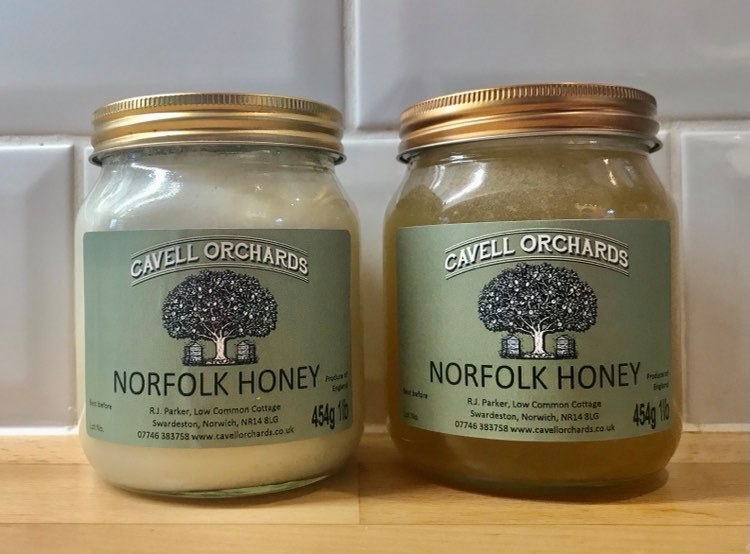 CAVELL ORCHARDS
NORFOLK HONEY
Produce of
England
Best before
R.J. Parker, Low Common Cottage
Swardeston, Norwich, NR14 8LG
454g 1lb
Lot No.
07746 383758 www.cavellorchards.co.uk
CAVELL ORCHARDS
NORFOLK HONEY
Produce of
England
Best before
R.J. Parker, Low Common Cottage
Swardeston, Norwich, NR14 8LG
454g 1lb
Lot No.
07746 383758 www.cavellorchards.co.uk